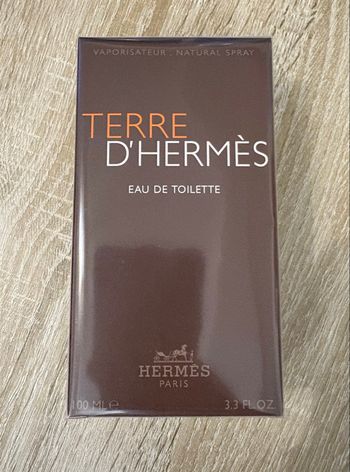 VAPORISATEUR . NATURAL SPRAY
TERRE
D'HERMÈS
EAU DE TOILETTE
HERMÈS
PARIS
100 ML ℮ 3.3 FL.OZ.